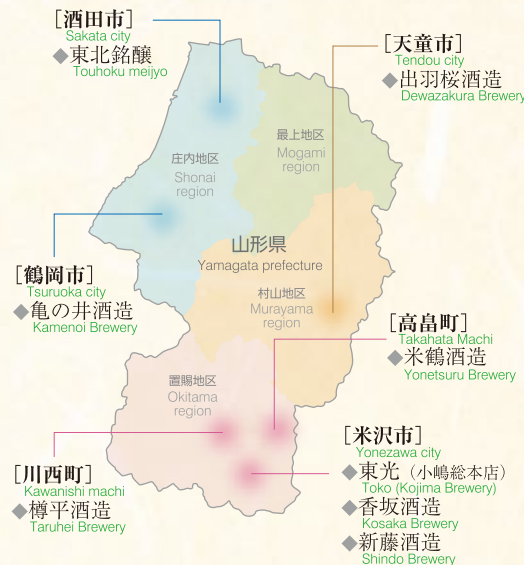 ［酒田市］
Sakata city
◆東北銘醸
Touhoku meijyo
［天童市］
Tendou city
◆出羽桜酒造
Dewazakura Brewery
最上地区
Mogami
region
庄内地区
Shonai
region
山形県
Yamagata prefecture
［鶴岡市］
Tsuruoka city
◆亀の井酒造
Kamenoi Brewery
村山地区
Murayama
region
［高畠町］
Takahata Machi
◆米鶴酒造
Yonetsuru Brewery
置賜地区
Okitama
region
［川西町］
Kawanishi machi
◆樽平酒造
Taruhei Brewery
［米沢市］
Yonezawa city
◆東光（小嶋総本店）
Toko (Kojima Brewery)
◆香坂酒造
Kosaka Brewery
◆新藤酒造
Shindo Brewery